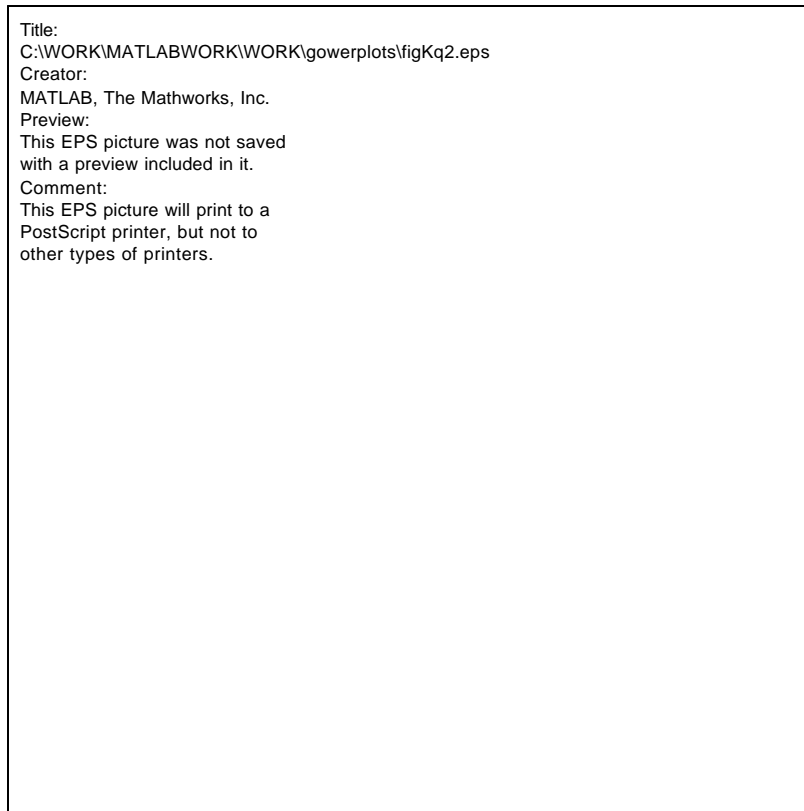 Title:
C:\WORK\MATLABWORK\WORK\gowerplots\figKq2.eps
Creator:
MATLAB, The Mathworks, Inc.
Preview:
This EPS picture was not saved
with a preview included in it.
Comment:
This EPS picture will print to a
PostScript printer, but not to
other types of printers.